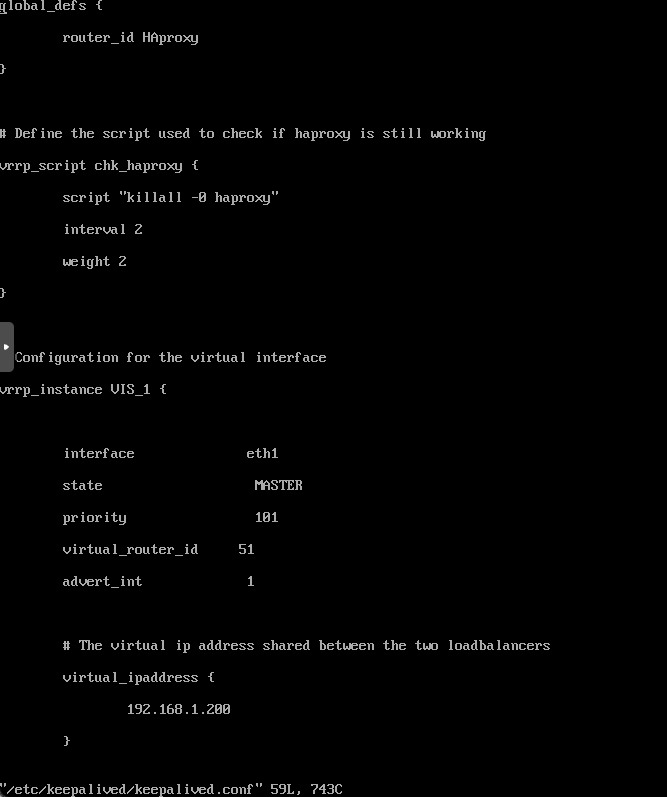 global_defs {
router_id HAproxy
}
# Define the script used to check if haproxy is still working
vrrp_script chk_haproxy {
script "killall -0 haproxy"
interval 2
weight 2
}
Configuration for the virtual interface
vrrp_instance VIS_1 {
interface eth1
state MASTER
priority 101
virtual_router_id 51
advert_int 1
# The virtual ip address shared between the two loadbalancers
virtual_ipaddress {
192.168.1.200
}
"/etc/keepalived/keepalived.conf" 59L, 743C